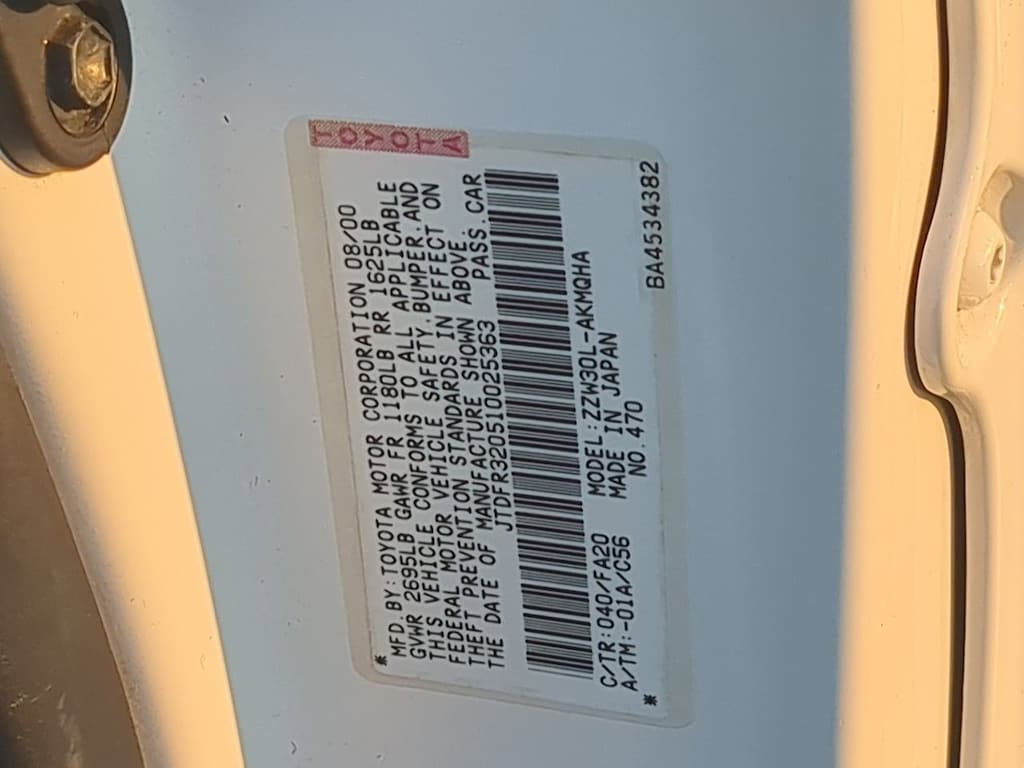 TOYOTA
* MFD. BY: TOYOTA MOTOR CORPORATION 08/00
GVWR 2695LB GAWR FR 1180LB RR 1625LB
THIS VEHICLE CONFORMS TO ALL APPLICABLE
FEDERAL MOTOR VEHICLE SAFETY, BUMPER, AND
THEFT PREVENTION STANDARDS IN EFFECT ON
THE DATE OF MANUFACTURE SHOWN ABOVE.
JTDFR320510025363 PASS. CAR
C/TR: 040/FA20 MODEL: ZZW30L-AKMQHA
A/TM: -01A/C56 MADE IN JAPAN
* NO. 470 BA4534382